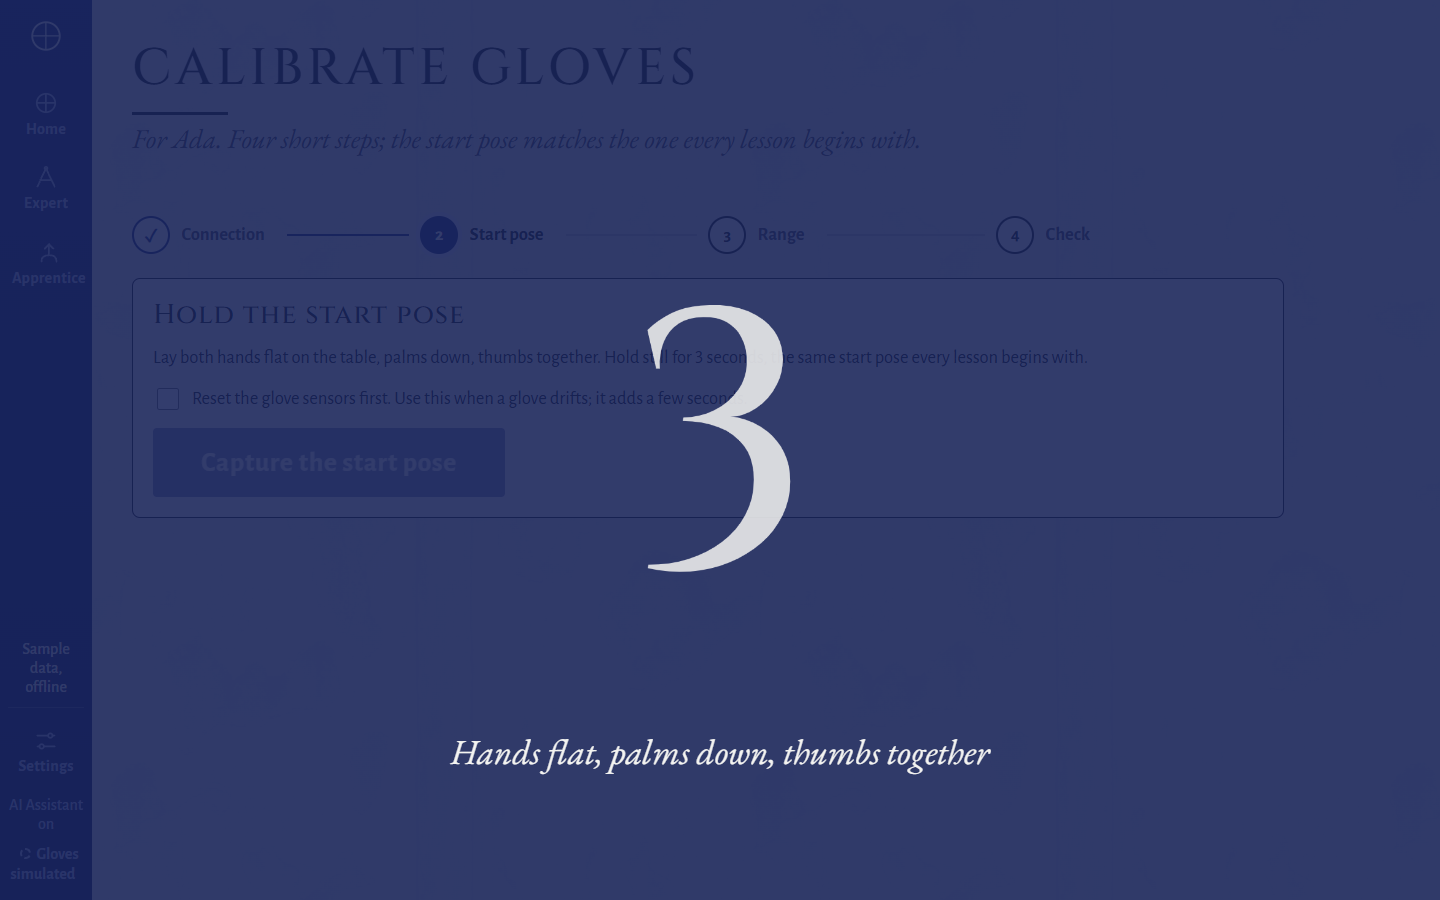 CALIBRATE GLOVES
For Ada. Four short steps; the start pose matches the one every lesson begins with.
Home
Expert
Apprentice
✓ Connection
2 Start pose
3 Range
4 Check
HOLD THE START POSE
Lay both hands flat on the table, palms down, thumbs together. Hold still for 3 seconds. The same start pose every lesson begins with.
Reset the glove sensors first. Use this when a glove drifts; it adds a few seconds.
Capture the start pose
3
Hands flat, palms down, thumbs together
Sample
data,
offline
Settings
AI Assistant
on
Gloves
simulated